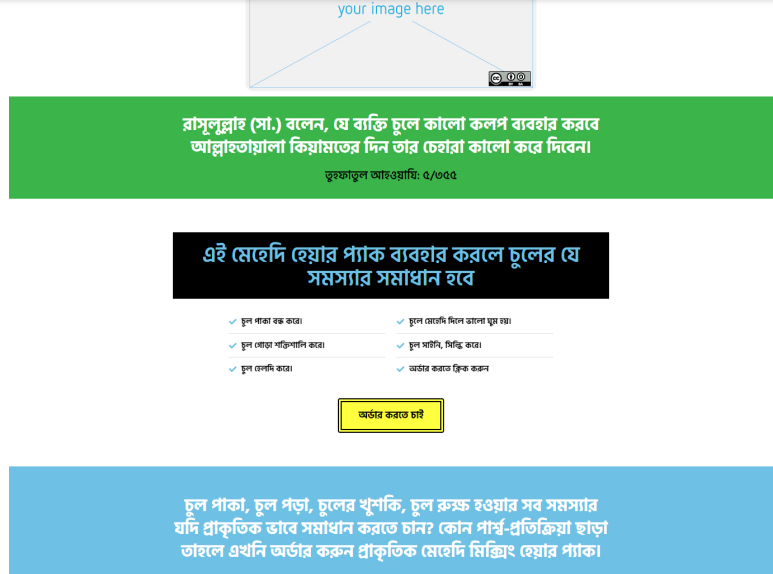 your image here
রাসূলুল্লাহ (সা.) বলেন, যে ব্যক্তি চুলে কালো কলপ ব্যবহার করবে
আল্লাহতায়ালা কিয়ামতের দিন তার চেহারা কালো করে দিবেন।
তুহফাতুল আহওয়াযি: ৫/৩৫৫
এই মেহেদি হেয়ার প্যাক ব্যবহার করলে চুলের যে
সমস্যার সমাধান হবে
চুল পাকা বন্ধ করে।
চুলে মেহেদি দিলে ভালো ঘুম হয়।
চুল গোড়া শক্তিশালি করে।
চুল সাইনি, সিল্কি করে।
চুল হেলদি করে।
অর্ডার করতে ক্লিক করুন
অর্ডার করতে চাই
চুল পাকা, চুল পড়া, চুলের খুশকি, চুল রুক্ষ হওয়ার সব সমস্যার
যদি প্রাকৃতিক ভাবে সমাধান করতে চান? কোন পার্শ্ব-প্রতিক্রিয়া ছাড়া
তাহলে এখনি অর্ডার করুন প্রাকৃতিক মেহেদি মিক্সিং হেয়ার প্যাক।